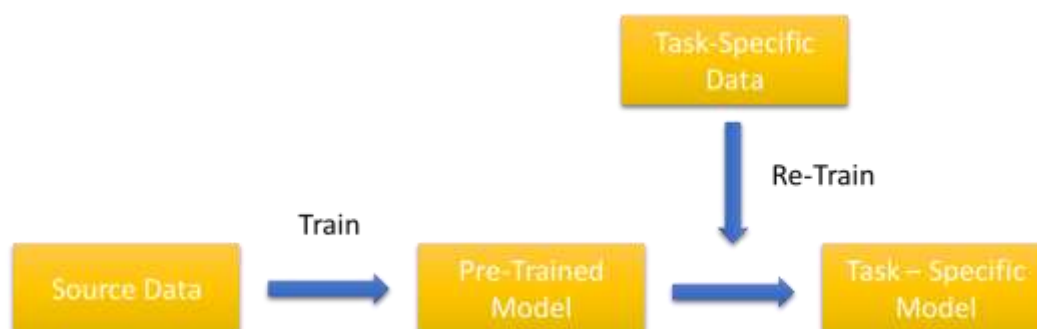 Task-Specific
Data
Re-Train
Train
Source Data
Pre-Trained
Model
Task – Specific
Model